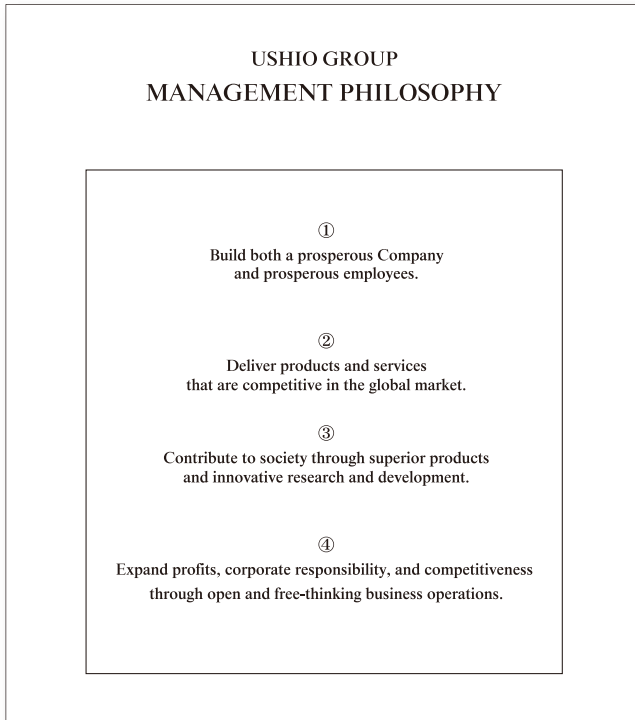 USHIO GROUP
MANAGEMENT PHILOSOPHY
①
Build both a prosperous Company
and prosperous employees.
②
Deliver products and services
that are competitive in the global market.
③
Contribute to society through superior products
and innovative research and development.
④
Expand profits, corporate responsibility, and competitiveness
through open and free-thinking business operations.